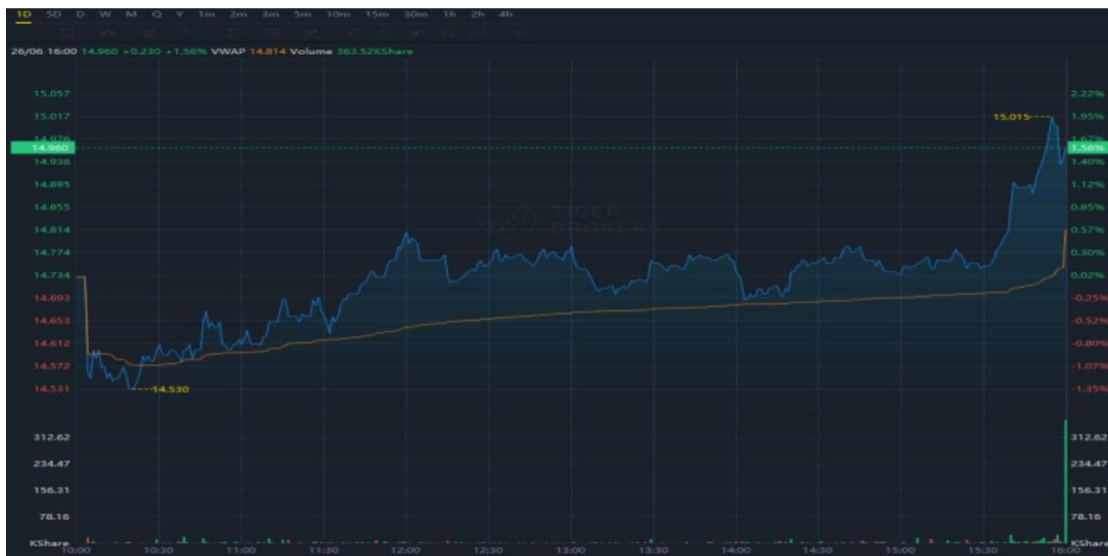 1D 5D D W M Q Y 1m 2m 3m 5m 10m 15m 30m 1h 2h 4h
26/06 16:00 14.960 +0.230 +1.56% VWAP 14.814 Volume 363.52KShare
15.057 2.22%
15.017 15.015 1.95%
14.976 1.67%
14.960 1.56%
14.936 1.40%
14.895 1.12%
14.855 0.85%
TIGER
BROKERS
14.814 0.57%
14.774 0.30%
14.734 0.02%
14.693 -0.25%
14.653 -0.52%
14.612 -0.80%
14.572 -1.07%
14.531 14.530 -1.35%
312.62 312.62
234.47 234.47
156.31 156.31
78.16 78.16
KShare KShare
10:00 10:30 11:00 11:30 12:00 12:30 13:00 13:30 14:00 14:30 15:00 15:30 16:00